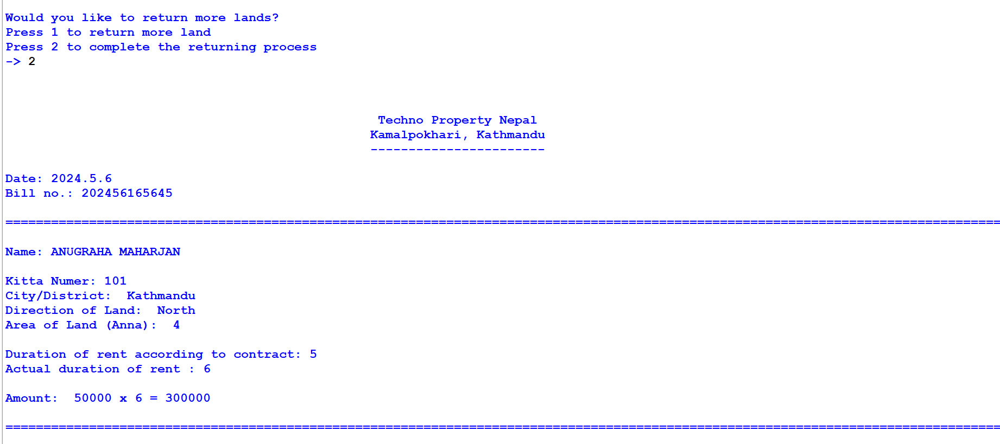 Would you like to return more lands?
Press 1 to return more land
Press 2 to complete the returning process
-> 2
Techno Property Nepal
Kamalpokhari, Kathmandu
-----------------------
Date: 2024.5.6
Bill no.: 202456165645
===================================================================================================================================
Name: ANUGRAHA MAHARJAN
Kitta Numer: 101
City/District:  Kathmandu
Direction of Land:  North
Area of Land (Anna):  4
Duration of rent according to contract: 5
Actual duration of rent : 6
Amount:  50000 x 6 = 300000
===================================================================================================================================